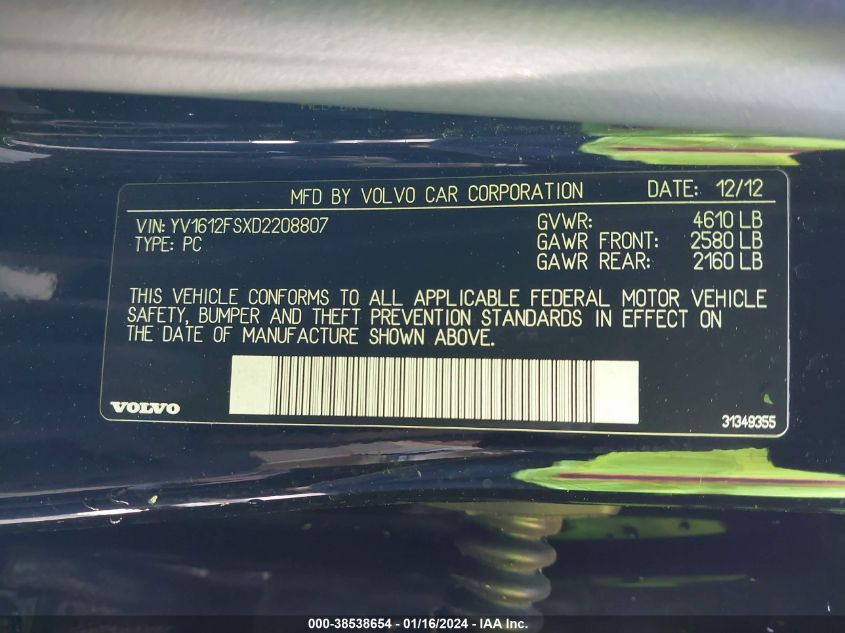 MFD BY VOLVO CAR CORPORATION DATE: 12/12
VIN: YV1612FSXD2208807 GVWR: 4610 LB
TYPE: PC GAWR FRONT: 2580 LB
GAWR REAR: 2160 LB
THIS VEHICLE CONFORMS TO ALL APPLICABLE FEDERAL MOTOR VEHICLE
SAFETY, BUMPER AND THEFT PREVENTION STANDARDS IN EFFECT ON
THE DATE OF MANUFACTURE SHOWN ABOVE.
VOLVO 31349355
000-38538654 - 01/16/2024 - IAA Inc.